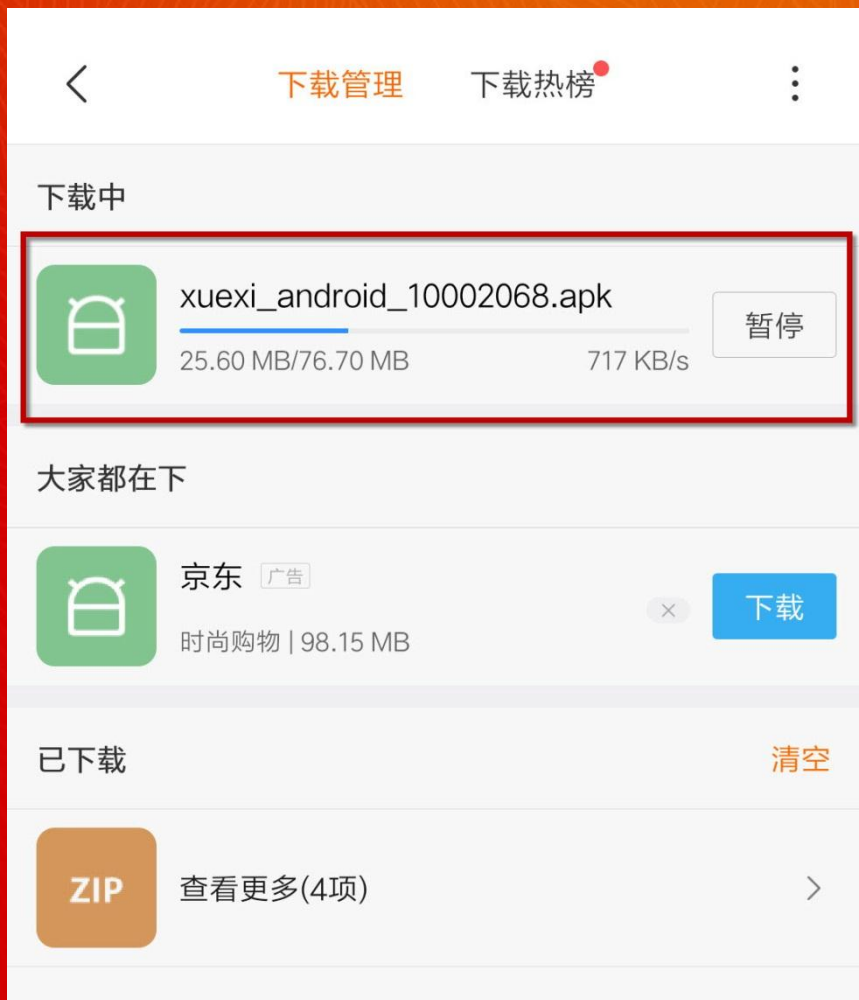 下载管理
下载热榜
下载中
xuexi_android_10002068.apk
25.60 MB/76.70 MB
717 KB/s
暂停
大家都在下
京东
广告
时尚购物 | 98.15 MB
下载
已下载
清空
ZIP
查看更多(4项)